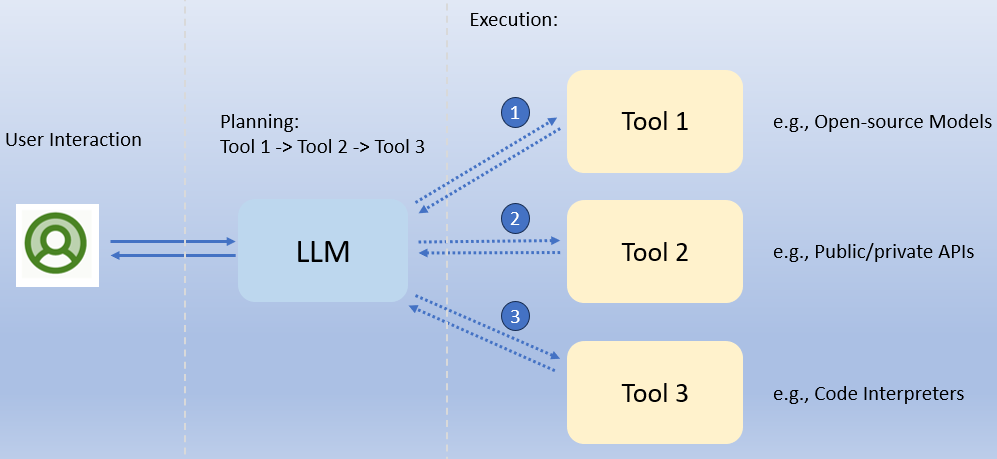 Execution:
User Interaction
Planning:
Tool 1 -> Tool 2 -> Tool 3
LLM
1
Tool 1
e.g., Open-source Models
2
Tool 2
e.g., Public/private APIs
3
Tool 3
e.g., Code Interpreters